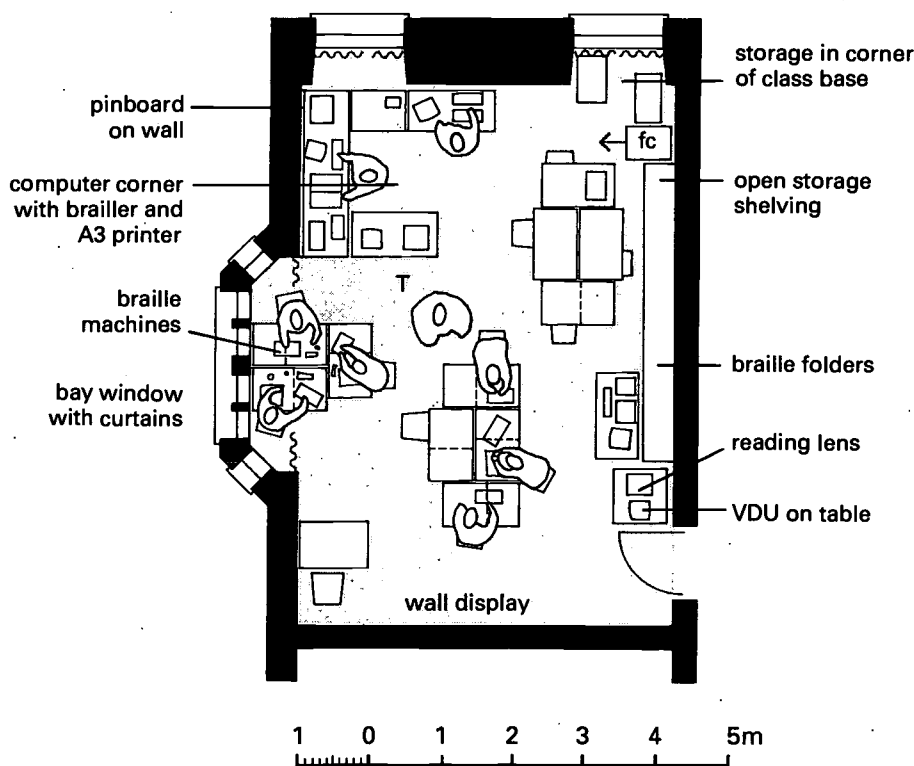 storage in corner
of class base
pinboard
on wall
fc
computer corner
with brailler and
A3 printer
open storage
shelving
T
braille
machines
braille folders
bay window
with curtains
reading lens
VDU on table
wall display
1 0 1 2 3 4 5m